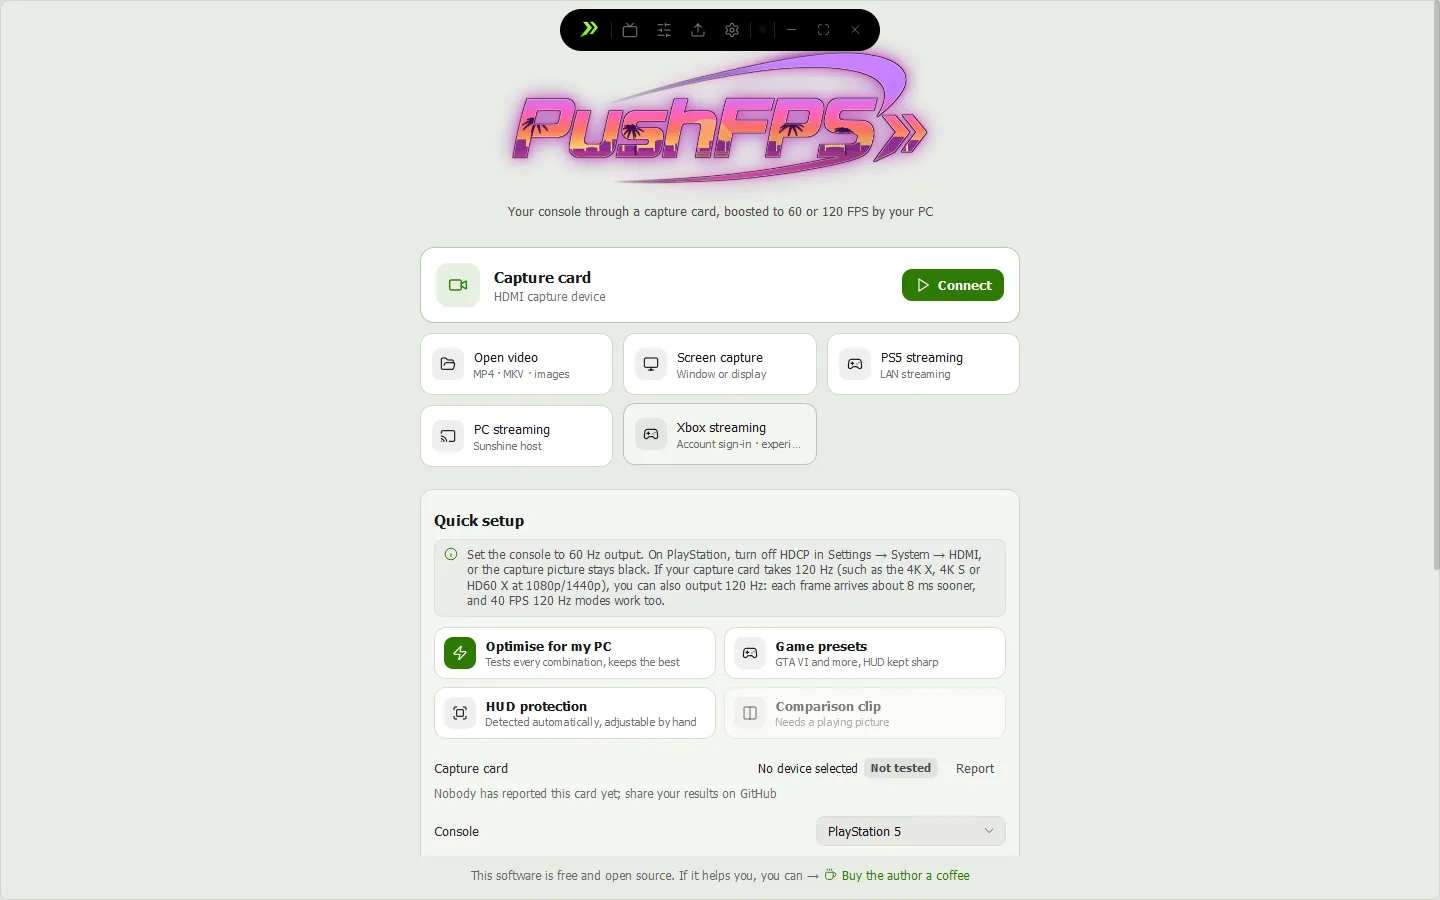 PushFPS
Your console through a capture card, boosted to 60 or 120 FPS by your PC
Capture card
HDMI capture device
Connect
Open video
MP4 · MKV · images
Screen capture
Window or display
PS5 streaming
LAN streaming
PC streaming
Sunshine host
Xbox streaming
Account sign-in · experi...
Quick setup
Set the console to 60 Hz output. On PlayStation, turn off HDCP in Settings → System → HDMI,
or the capture picture stays black. If your capture card takes 120 Hz (such as the 4K X, 4K S or
HD60 X at 1080p/1440p), you can also output 120 Hz: each frame arrives about 8 ms sooner,
and 40 FPS 120 Hz modes work too.
Optimise for my PC
Tests every combination, keeps the best
Game presets
GTA VI and more, HUD kept sharp
HUD protection
Detected automatically, adjustable by hand
Comparison clip
Needs a playing picture
Capture card
No device selected
Not tested
Report
Nobody has reported this card yet; share your results on GitHub
Console
PlayStation 5
This software is free and open source. If it helps you, you can → Buy the author a coffee